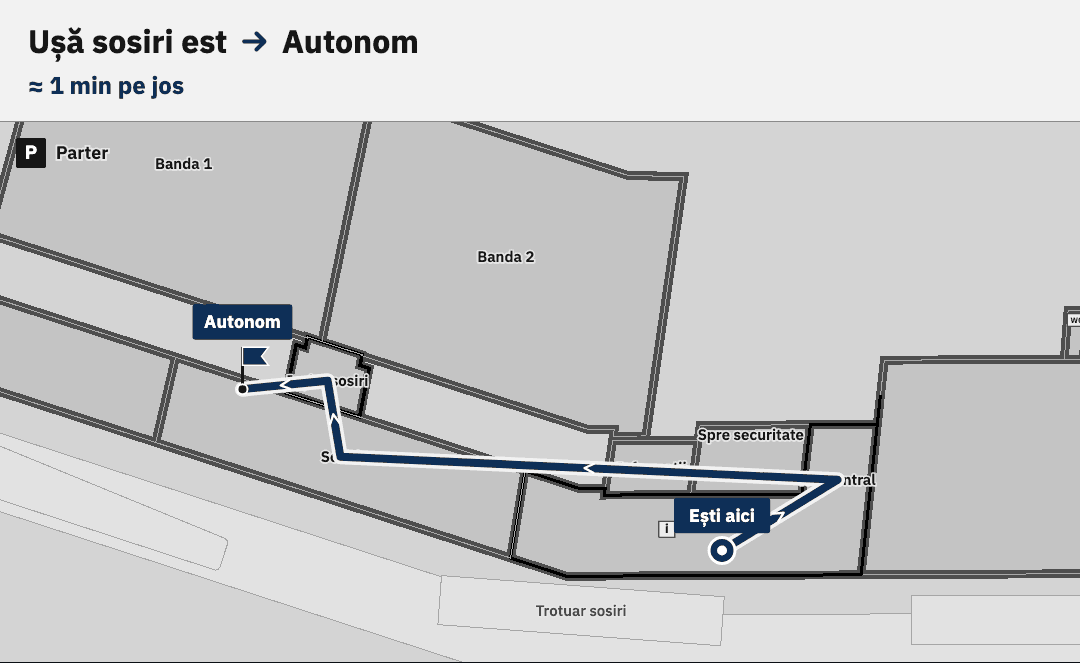 Ușă sosiri est → Autonom
≈ 1 min pe jos
P Parter
Banda 1
Banda 2
Autonom
sosiri
Spre securitate
i
Ești aici
Trotuar sosiri